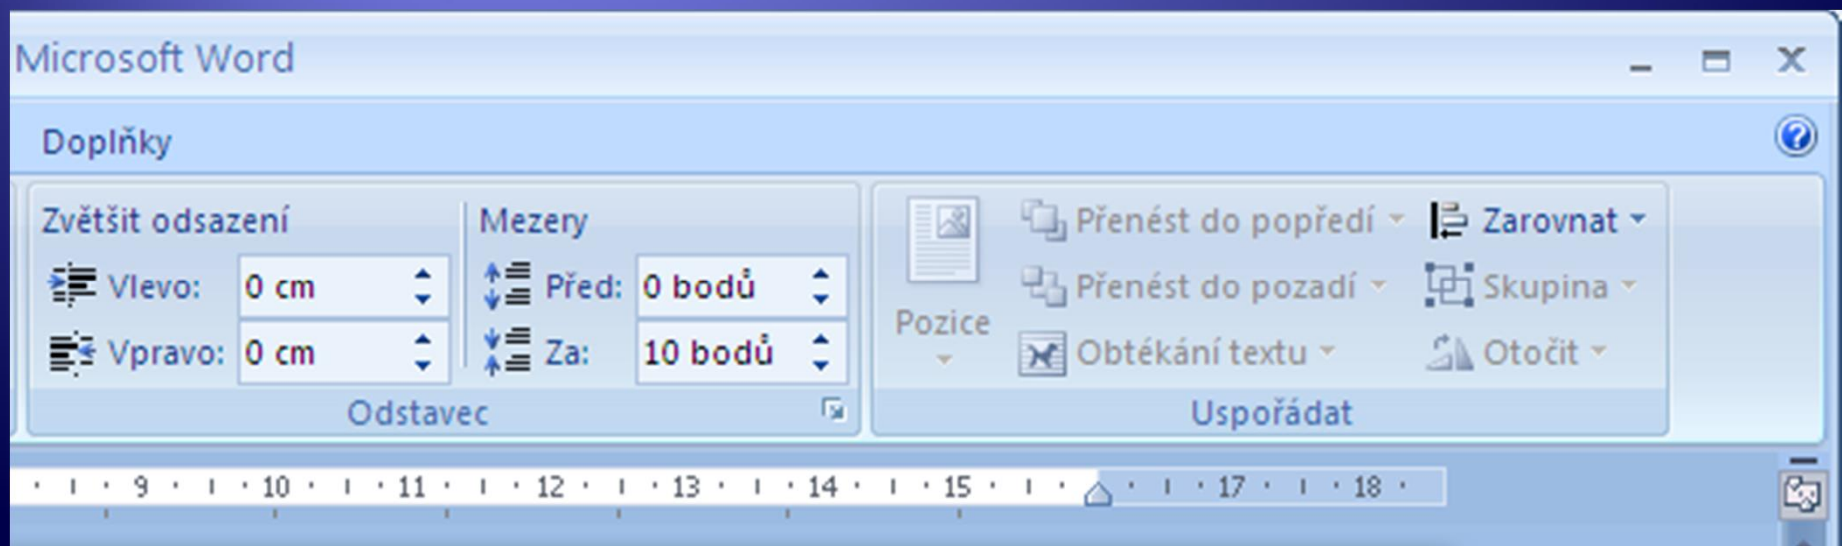 Microsoft Word
Doplňky
Zvětšit odsazení
Vlevo: 0 cm
Vpravo: 0 cm
Mezery
Před: 0 bodů
Za: 10 bodů
Odstavec
Pozice
Přenést do popředí
Přenést do pozadí
Obtékání textu
Zarovnat
Skupina
Otočit
Uspořádat
9 10 11 12 13 14 15 17 18